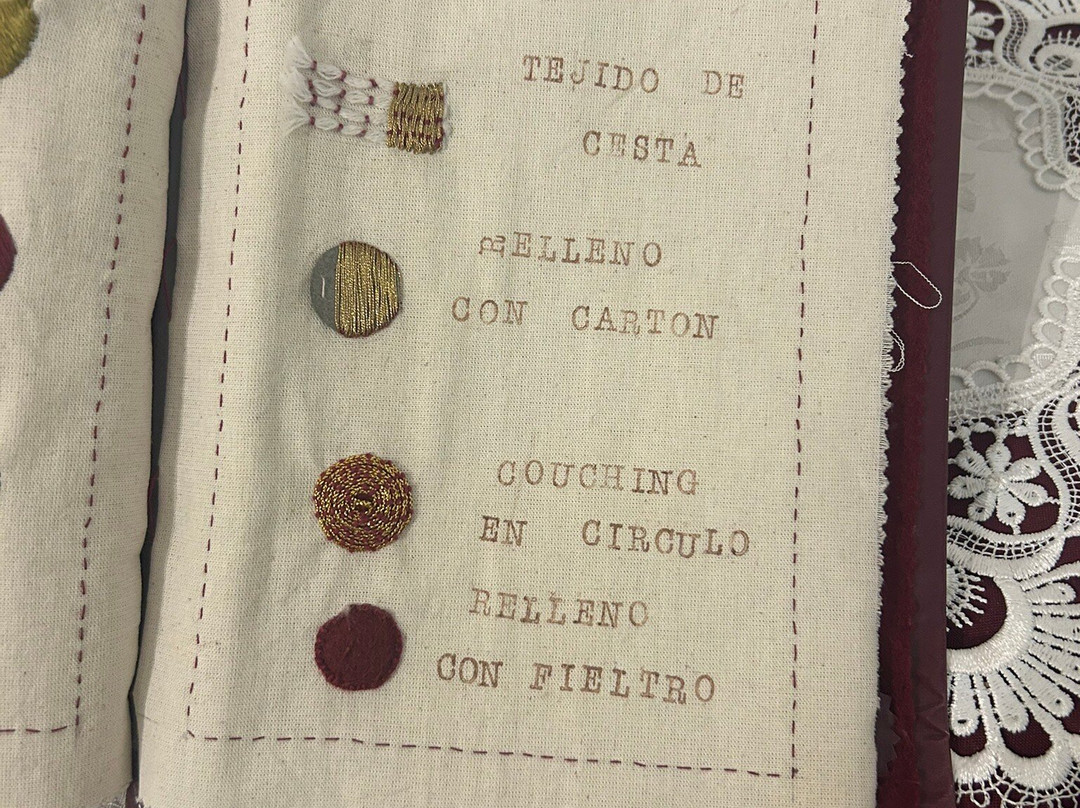 TEJIDO DE
CESTA
RELLENO
CON CARTON
COUCHING
EN CIRCULO
RELLENO
CON FIELTRO